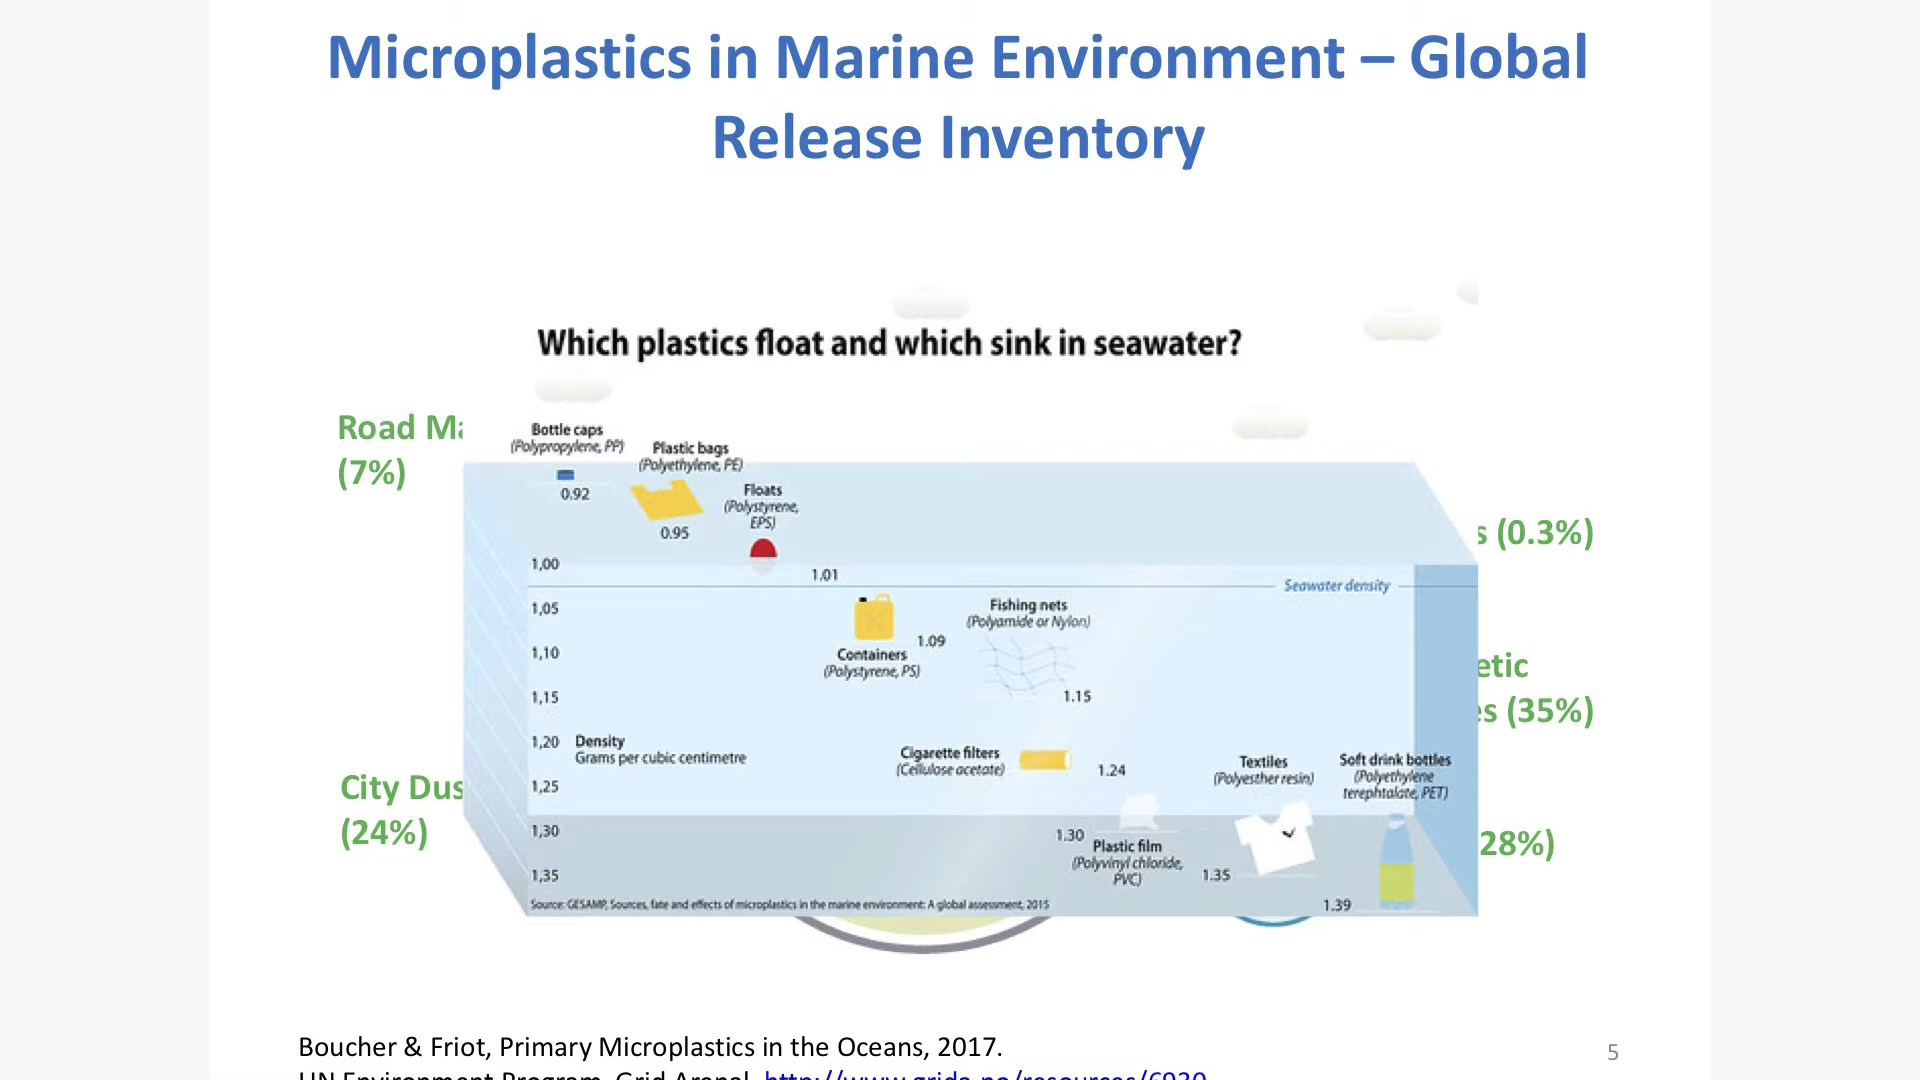 Microplastics in Marine Environment – Global
Release Inventory
Which plastics float and which sink in seawater?
Road
(7%)
Bottle caps
(Polypropylene, PP)
0.92
Plastic bags
(Polyethylene, PE)
0.95
Floats
(Polystyrene,
EPS)
1.01
(0.3%)
Seawater density
1,00
1,05
1,10
1,15
1,20
1,25
1,30
1,35
Containers
(Polystyrene, PS)
1.09
Fishing nets
(Polyamide or Nylon)
1.15
(35%)
Density
Grams per cubic centimetre
Cigarette filters
(Cellulose acetate)
1.24
Textiles
(Polyesther resin)
1.35
Soft drink bottles
(Polyethylene
terephtalate, PET)
1.39
City
(24%)
1.30
Plastic film
(Polyvinyl chloride,
PVC)
28%)
Source: GESAMP, Sources, fate and effects of microplastics in the marine environment: A global assessment, 2015
Boucher & Friot, Primary Microplastics in the Oceans, 2017.
UN Environment Program, Grid Arenal, http://www.grida.no/resources/6930
5